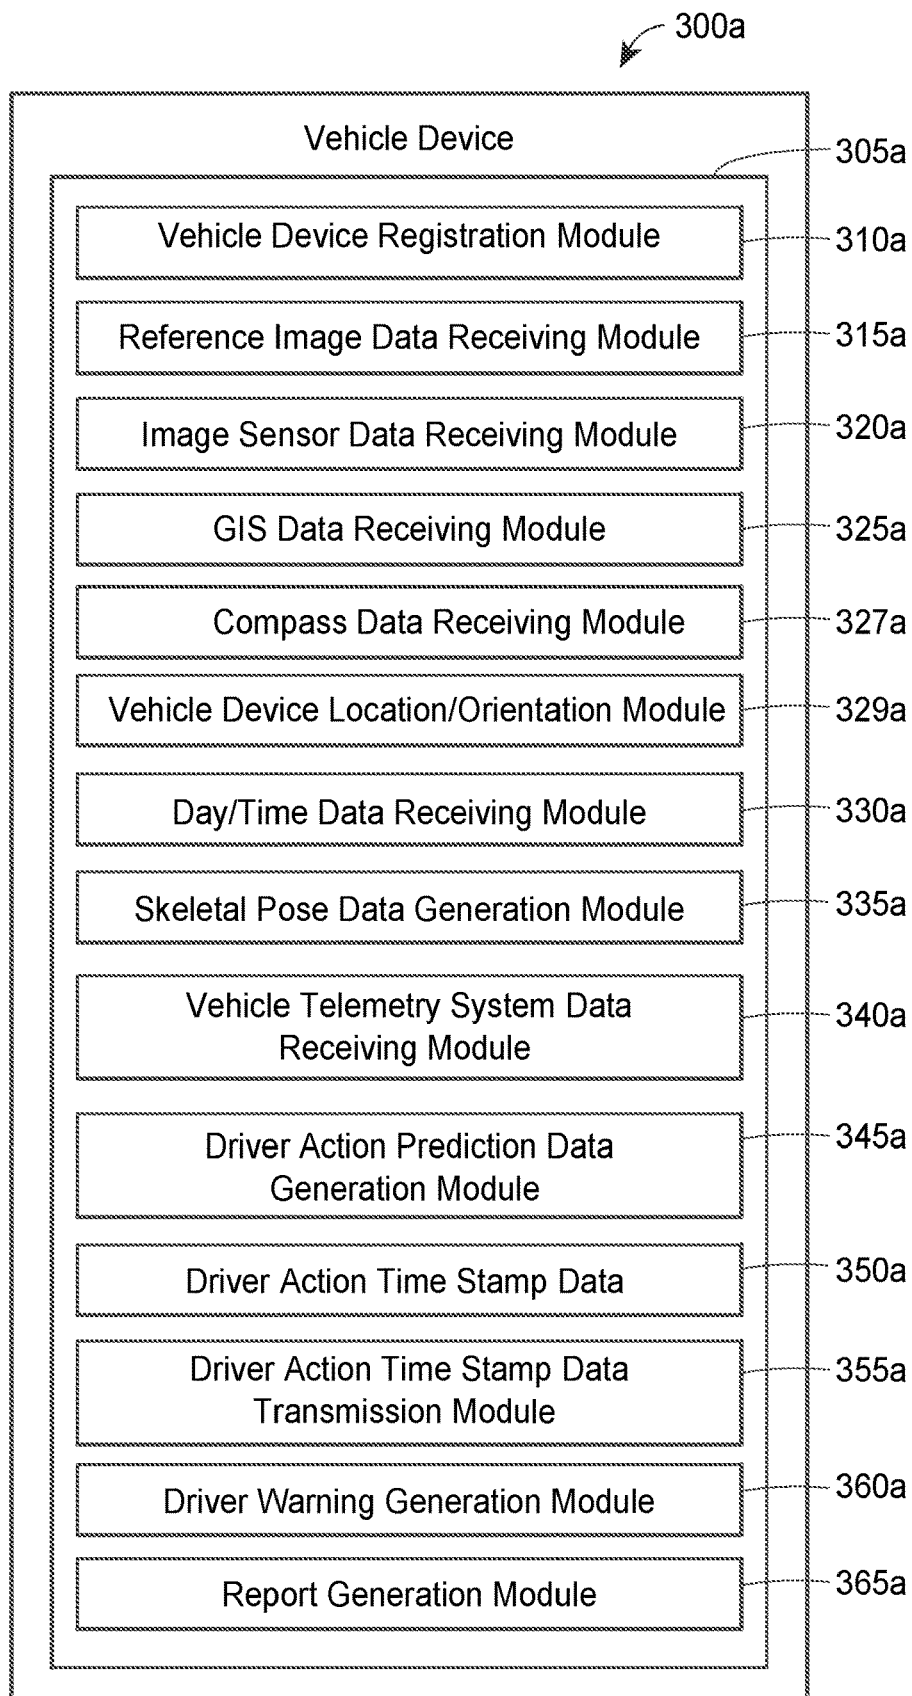 300a
Vehicle Device
305a
Vehicle Device Registration Module
310a
Reference Image Data Receiving Module
315a
Image Sensor Data Receiving Module
320a
GIS Data Receiving Module
325a
Compass Data Receiving Module
327a
Vehicle Device Location/Orientation Module
329a
Day/Time Data Receiving Module
330a
Skeletal Pose Data Generation Module
335a
Vehicle Telemetry System Data
Receiving Module
340a
Driver Action Prediction Data
Generation Module
345a
Driver Action Time Stamp Data
350a
Driver Action Time Stamp Data
Transmission Module
355a
Driver Warning Generation Module
360a
Report Generation Module
365a